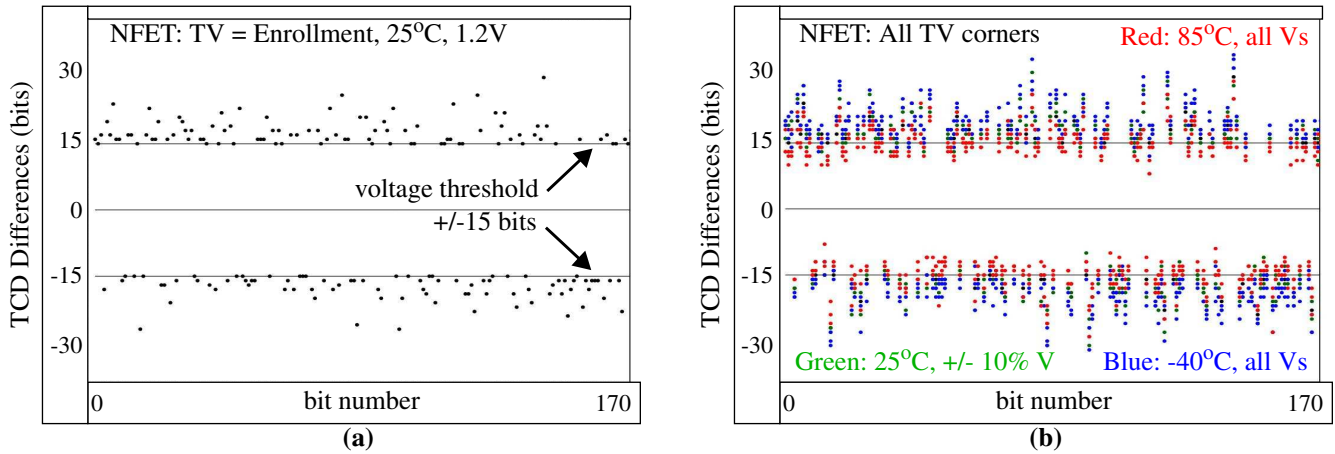 NFET: TV = Enrollment, 25°C, 1.2V
TCD Differences (bits)
30
15
0
-15
-30
voltage threshold
+/-15 bits
0 bit number 170
(a)
NFET: All TV corners Red: 85°C, all Vs
TCD Differences (bits)
30
15
0
-15
-30
Green: 25°C, +/- 10% V Blue: -40°C, all Vs
0 bit number 170
(b)